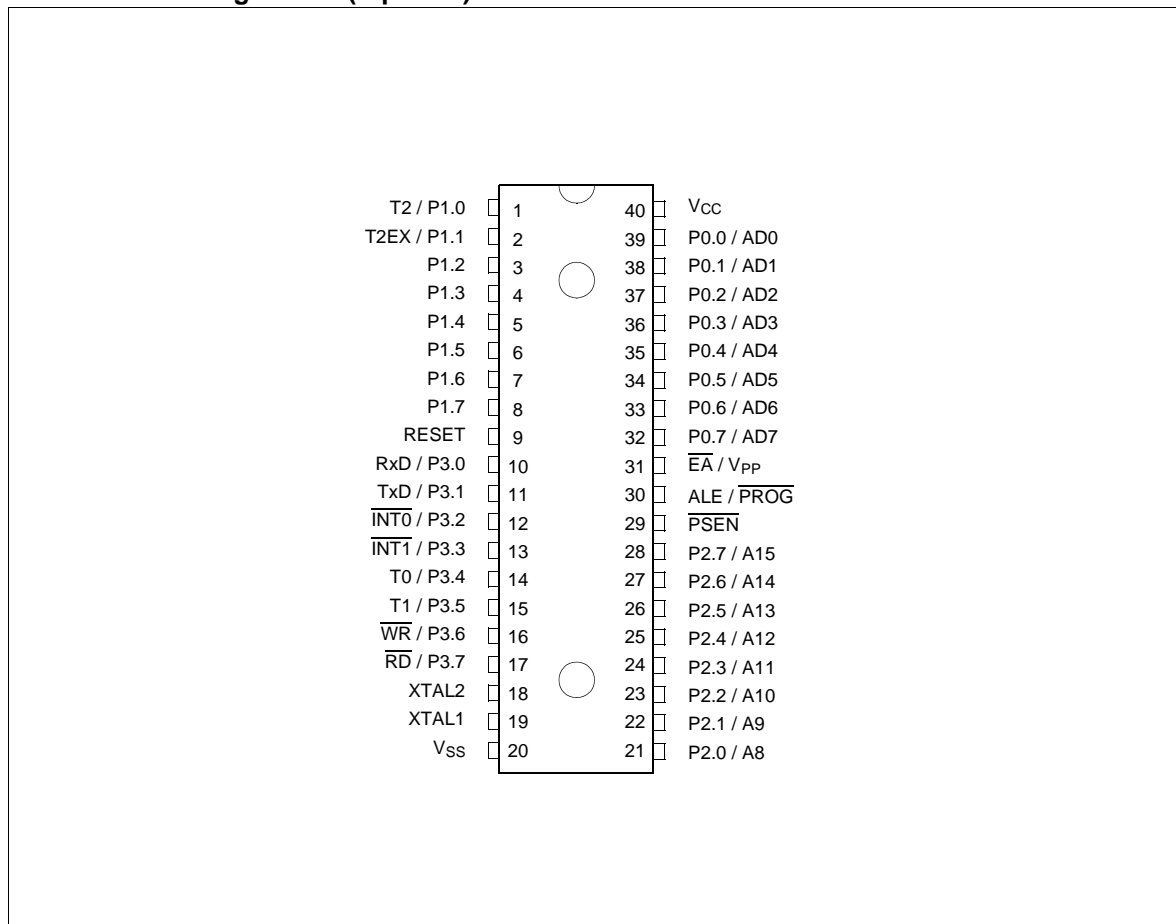 T2 / P1.0 1 40 VCC
T2EX / P1.1 2 39 P0.0 / AD0
P1.2 3 38 P0.1 / AD1
P1.3 4 37 P0.2 / AD2
P1.4 5 36 P0.3 / AD3
P1.5 6 35 P0.4 / AD4
P1.6 7 34 P0.5 / AD5
P1.7 8 33 P0.6 / AD6
RESET 9 32 P0.7 / AD7
RxD / P3.0 10 31 E̅A̅ / VPP
TxD / P3.1 11 30 ALE / P̅R̅O̅G̅
I̅N̅T̅0̅ / P3.2 12 29 P̅S̅E̅N̅
I̅N̅T̅1̅ / P3.3 13 28 P2.7 / A15
T0 / P3.4 14 27 P2.6 / A14
T1 / P3.5 15 26 P2.5 / A13
W̅R̅ / P3.6 16 25 P2.4 / A12
R̅D̅ / P3.7 17 24 P2.3 / A11
XTAL2 18 23 P2.2 / A10
XTAL1 19 22 P2.1 / A9
VSS 20 21 P2.0 / A8